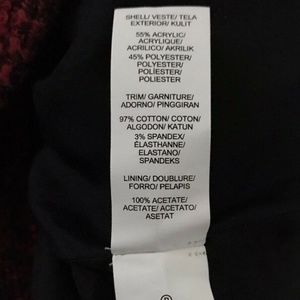 SHELL/ VESTE/ TELA
EXTERIOR/ KULIT
55% ACRYLIC/
ACRYLIQUE/
ACRILICO/ AKRILIK
45% POLYESTER/
POLYESTER/
POLIESTER/
POLIESTER
TRIM/ GARNITURE/
ADORNO/ PINGGIRAN
97% COTTON/ COTON/
ALGODON/ KATUN
3% SPANDEX/
ÉLASTHANNE/
ELASTANO/
SPANDEKS
LINING/ DOUBLURE/
FORRO/ PELAPIS
100% ACETATE/
ACETATE/ ACETATO/
ASETAT